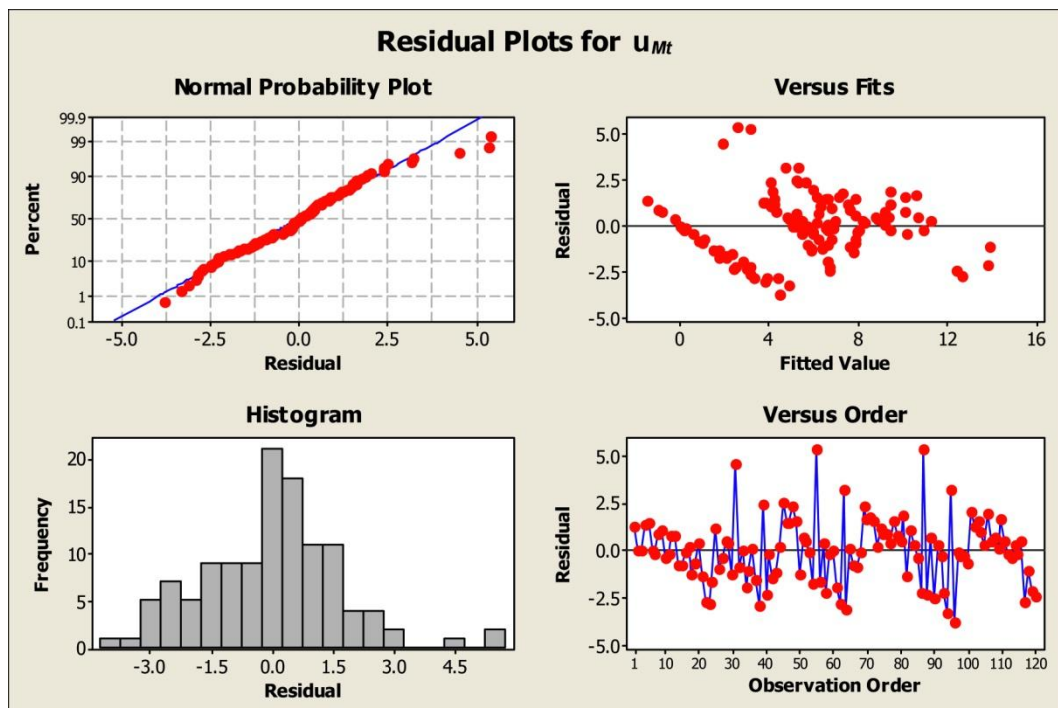 Residual Plots for uMt
Normal Probability Plot
99.9
99
90
50
10
1
0.1
Percent
-5.0 -2.5 0.0 2.5 5.0
Residual
Versus Fits
5.0
2.5
0.0
-2.5
-5.0
Residual
0 4 8 12 16
Fitted Value
Histogram
20
15
10
5
0
Frequency
-3.0 -1.5 0.0 1.5 3.0 4.5
Residual
Versus Order
5.0
2.5
0.0
-2.5
-5.0
Residual
1 10 20 30 40 50 60 70 80 90 100 110 120
Observation Order